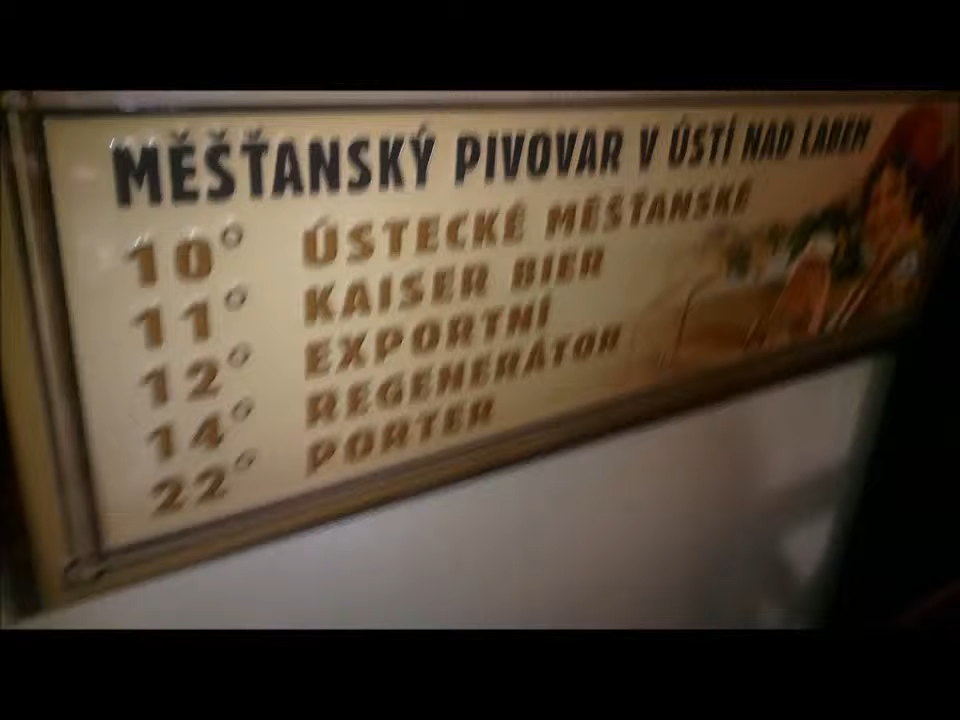 MĚŠŤANSKÝ PIVOVAR V ÚSTÍ NAD LABEM
10° ÚSTECKÉ MĚŠŤANSKÉ
11° KAISER BIER
12° EXPORTNÍ
14° REGENERÁTOR
22° PORTER